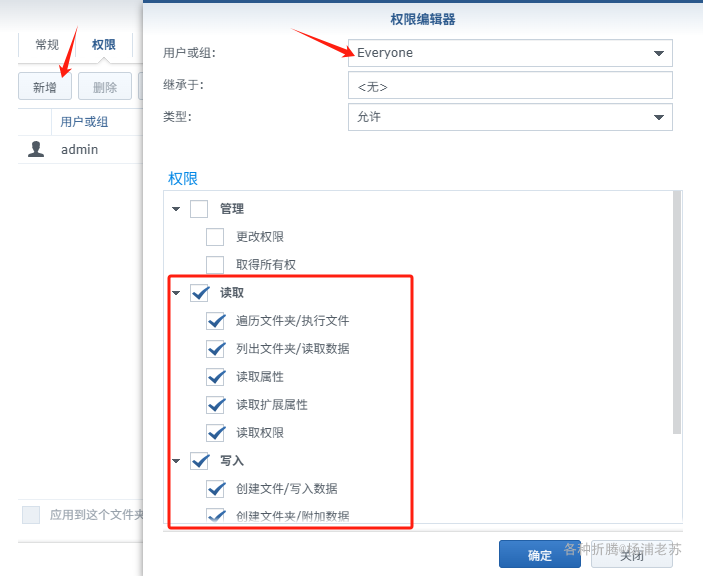 权限编辑器
常规 权限
新增 删除
用户或组
admin
应用到这个文件夹
用户或组: Everyone
继承于: <无>
类型: 允许
权限
管理
更改权限
取得所有权
读取
遍历文件夹/执行文件
列出文件夹/读取数据
读取属性
读取扩展属性
读取权限
写入
创建文件/写入数据
创建文件夹/附加数据
确定 关闭
各种折腾@杨浦老苏